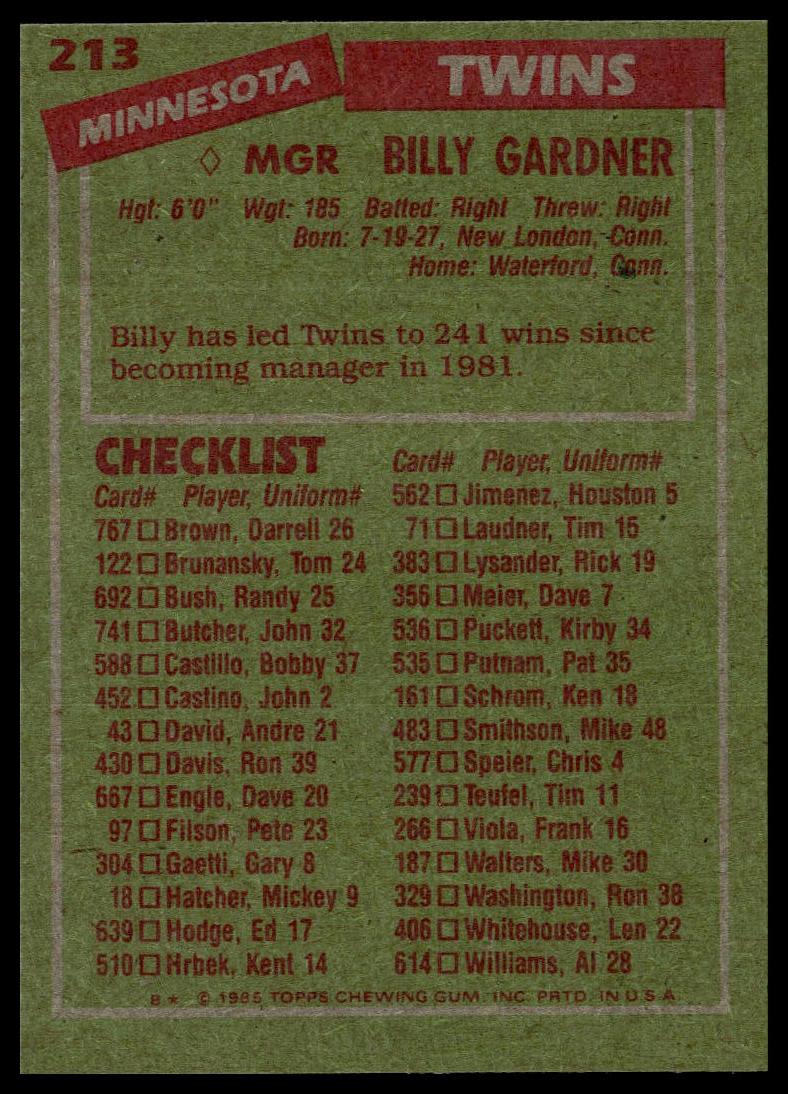 213
MINNESOTA TWINS
◇ MGR BILLY GARDNER
Hgt: 6'0" Wgt: 185 Batted: Right Threw: Right
Born: 7-19-27, New London, Conn.
Home: Waterford, Conn.
Billy has led Twins to 241 wins since
becoming manager in 1981.
CHECKLIST
Card# Player, Uniform#
767 □ Brown, Darrell 26
122 □ Brunansky, Tom 24
692 □ Bush, Randy 25
741 □ Butcher, John 32
588 □ Castillo, Bobby 37
452 □ Castino, John 2
43 □ David, Andre 21
430 □ Davis, Ron 39
667 □ Engle, Dave 20
97 □ Filson, Pete 23
304 □ Gaetti, Gary 8
18 □ Hatcher, Mickey 9
639 □ Hodge, Ed 17
510 □ Hrbek, Kent 14
Card# Player, Uniform#
562 □ Jimenez, Houston 5
71 □ Laudner, Tim 15
383 □ Lysander, Rick 19
356 □ Meier, Dave 7
536 □ Puckett, Kirby 34
535 □ Putnam, Pat 35
161 □ Schrom, Ken 18
483 □ Smithson, Mike 48
577 □ Speier, Chris 4
239 □ Teufel, Tim 11
266 □ Viola, Frank 16
187 □ Walters, Mike 30
329 □ Washington, Ron 38
406 □ Whitehouse, Len 22
614 □ Williams, Al 28
B* © 1985 TOPPS CHEWING GUM, INC. PRTD. IN U.S.A.